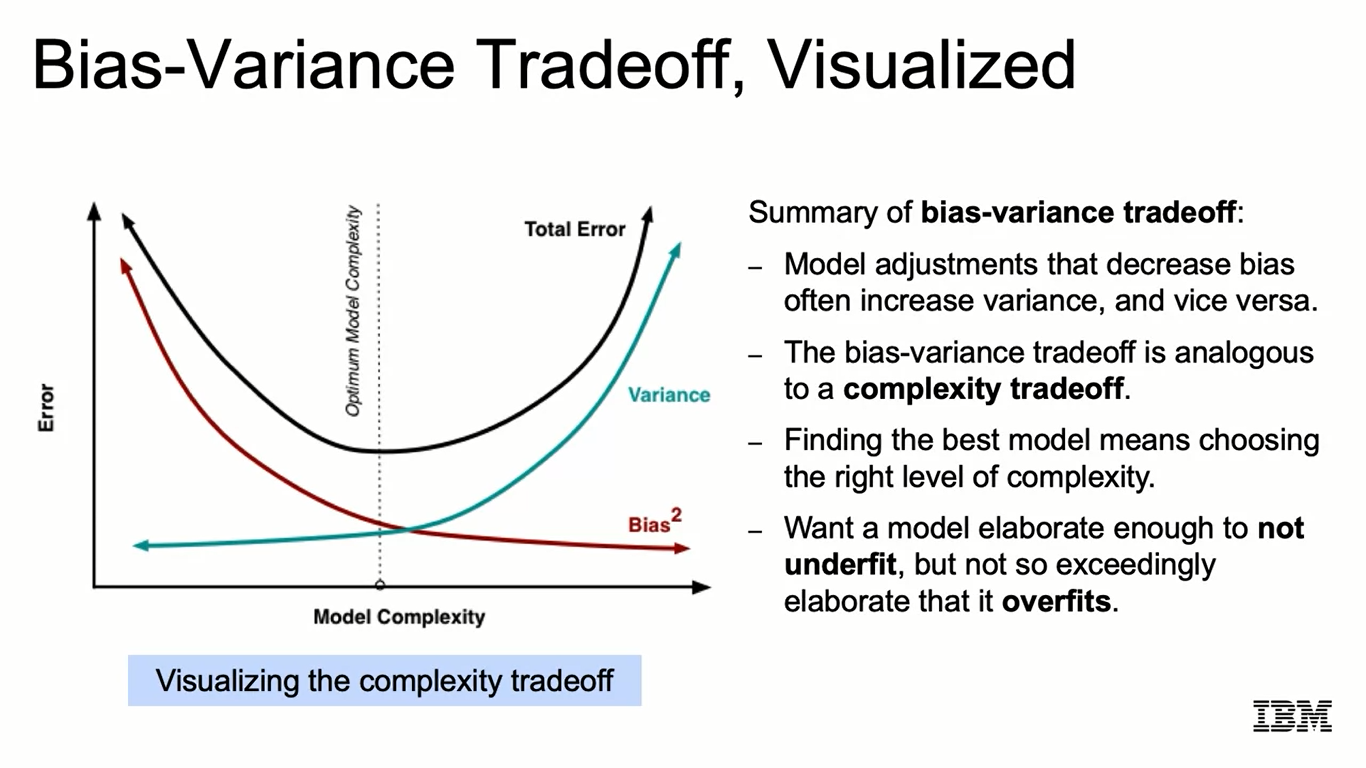 Bias-Variance Tradeoff, Visualized
Error
Optimum Model Complexity
Total Error
Variance
Bias²
Model Complexity
Visualizing the complexity tradeoff
Summary of bias-variance tradeoff:
– Model adjustments that decrease bias
often increase variance, and vice versa.
– The bias-variance tradeoff is analogous
to a complexity tradeoff.
– Finding the best model means choosing
the right level of complexity.
– Want a model elaborate enough to not
underfit, but not so exceedingly
elaborate that it overfits.
IBM